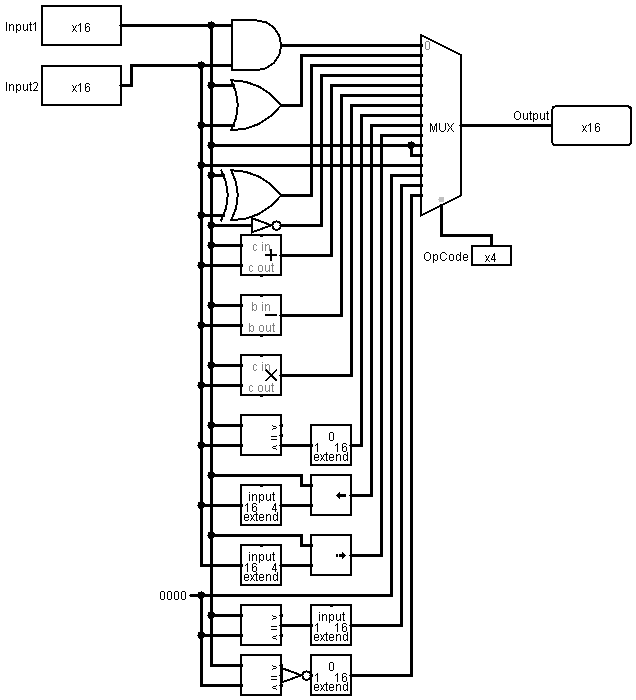 Input1
x16
Input2
x16
0
MUX
Output
x16
OpCode
x4
c in
+
c out
b in
−
b out
c in
×
c out
>
=
<
0
1 16
extend
input
16 4
extend
←
input
16 4
extend
→
0000
>
=
<
input
1 16
extend
>
=
<
0
1 16
extend